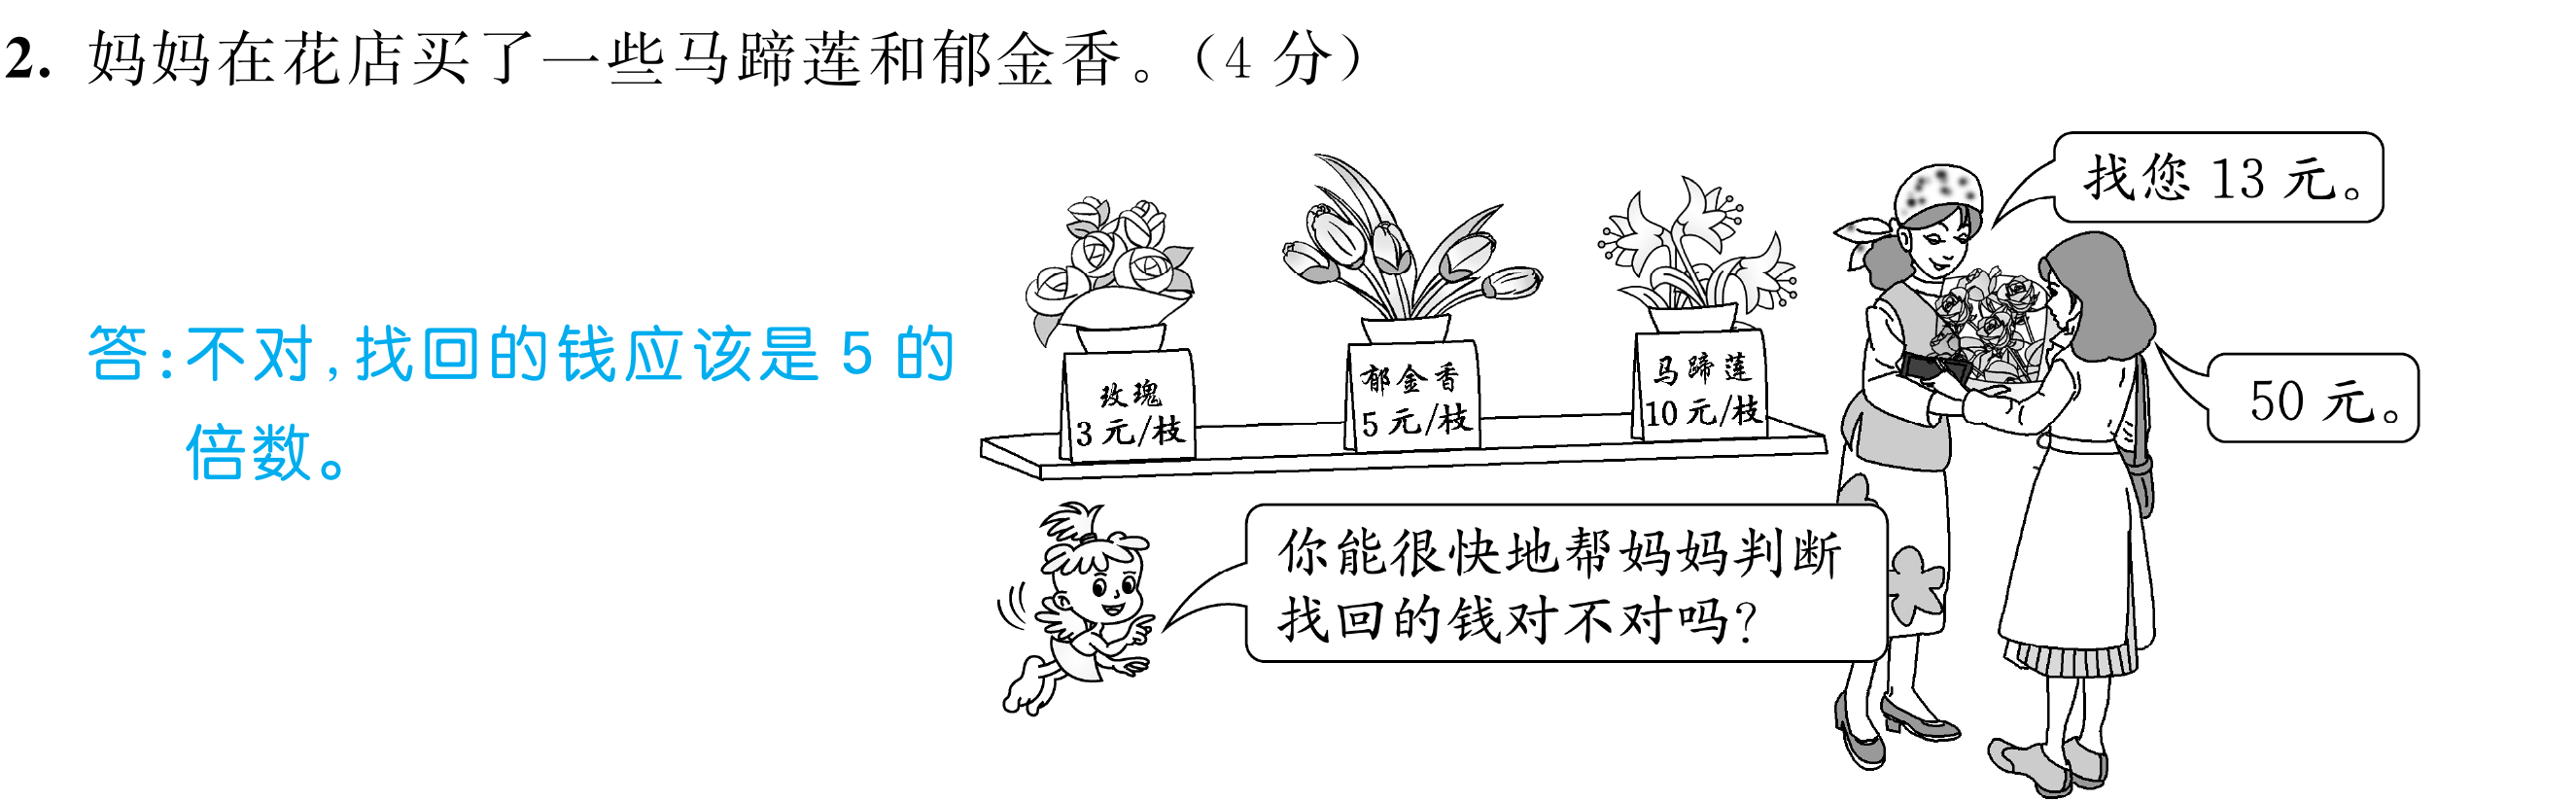 2. 妈妈在花店买了一些马蹄莲和郁金香。(4 分)
找您 13 元。
50 元。
答:不对,找回的钱应该是 5 的
倍数。
玫瑰
3 元/枝
郁金香
5 元/枝
马蹄莲
10 元/枝
你能很快地帮妈妈判断
找回的钱对不对吗?